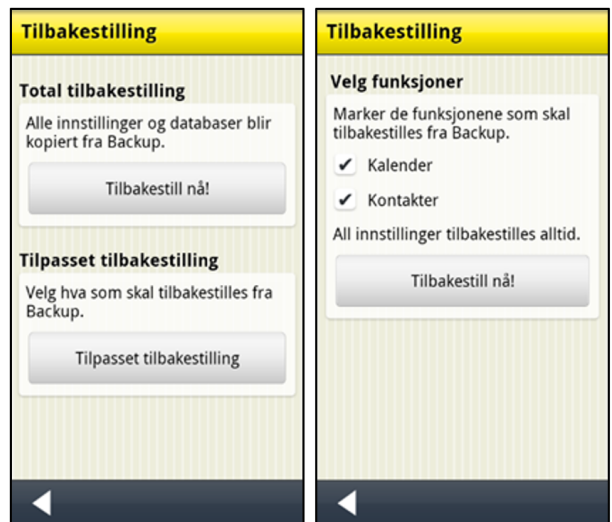 Tilbakestilling
Total tilbakestilling
Alle innstillinger og databaser blir
kopiert fra Backup.
Tilbakestill nå!
Tilpasset tilbakestilling
Velg hva som skal tilbakestilles fra
Backup.
Tilpasset tilbakestilling
Tilbakestilling
Velg funksjoner
Marker de funksjonene som skal
tilbakestilles fra Backup.
Kalender
Kontakter
All innstillinger tilbakestilles alltid.
Tilbakestill nå!